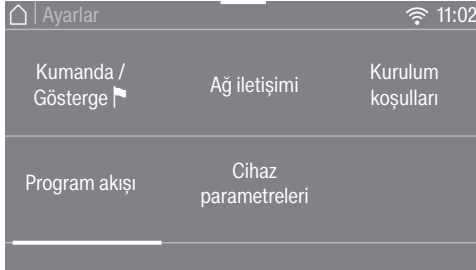 Ayarlar
11:02
Kumanda /
Gösterge
Ağ iletişimi
Kurulum
koşulları
Program akışı
Cihaz
parametreleri